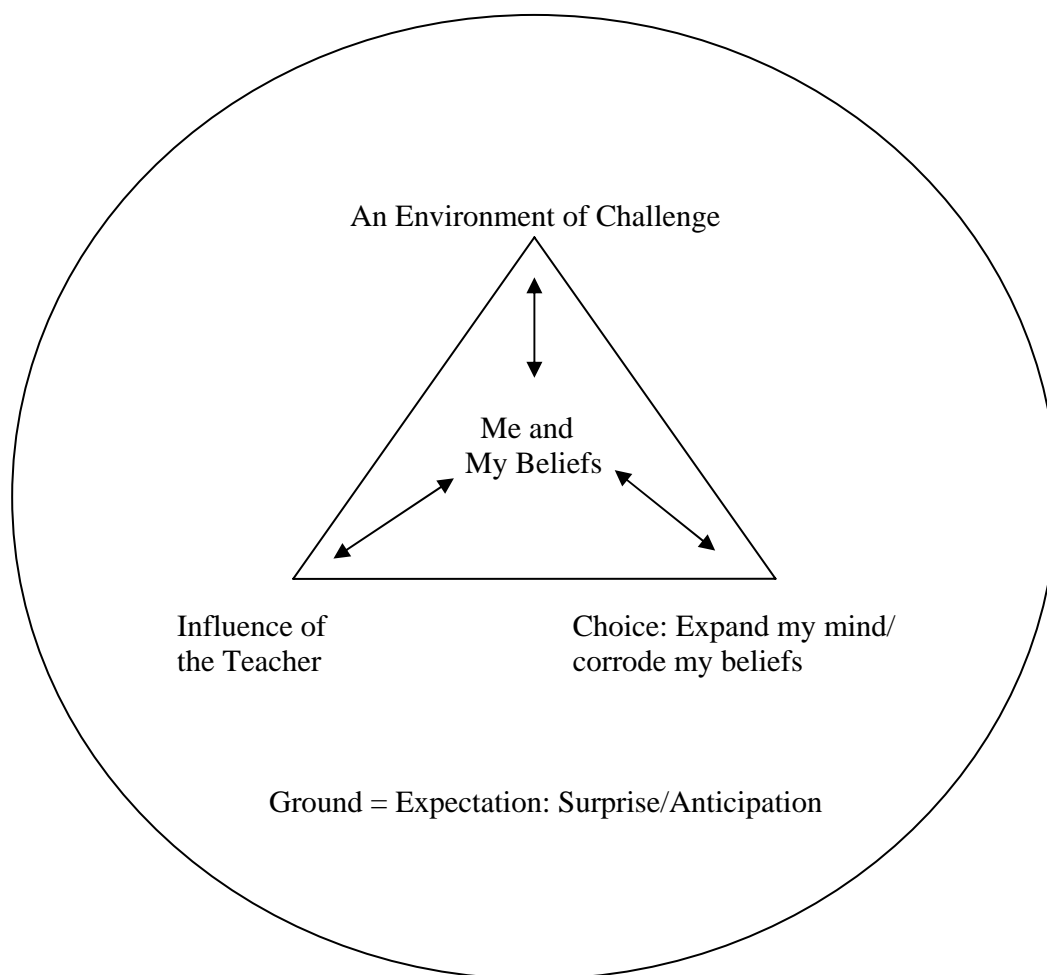 An Environment of Challenge
Me and
My Beliefs
Influence of
the Teacher
Choice: Expand my mind/
corrode my beliefs
Ground = Expectation: Surprise/Anticipation